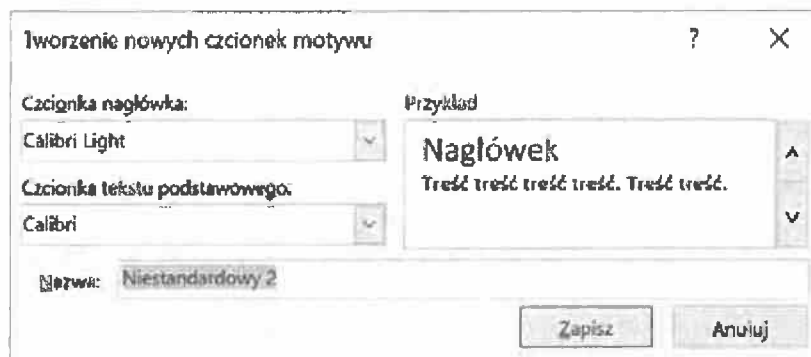 Tworzenie nowych czcionek motywu ?
Czcionka nagłówka:
Calibri Light
Czcionka tekstu podstawowego:
Calibri
Przykład
Nagłówek
Treść treść treść treść. Treść treść.
Nazwa: Niestandardowy 2
Zapisz Anuluj